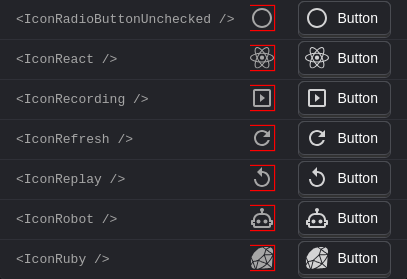 <IconRadioButtonUnchecked /> Button
<IconReact /> Button
<IconRecording /> Button
<IconRefresh /> Button
<IconReplay /> Button
<IconRobot /> Button
<IconRuby /> Button